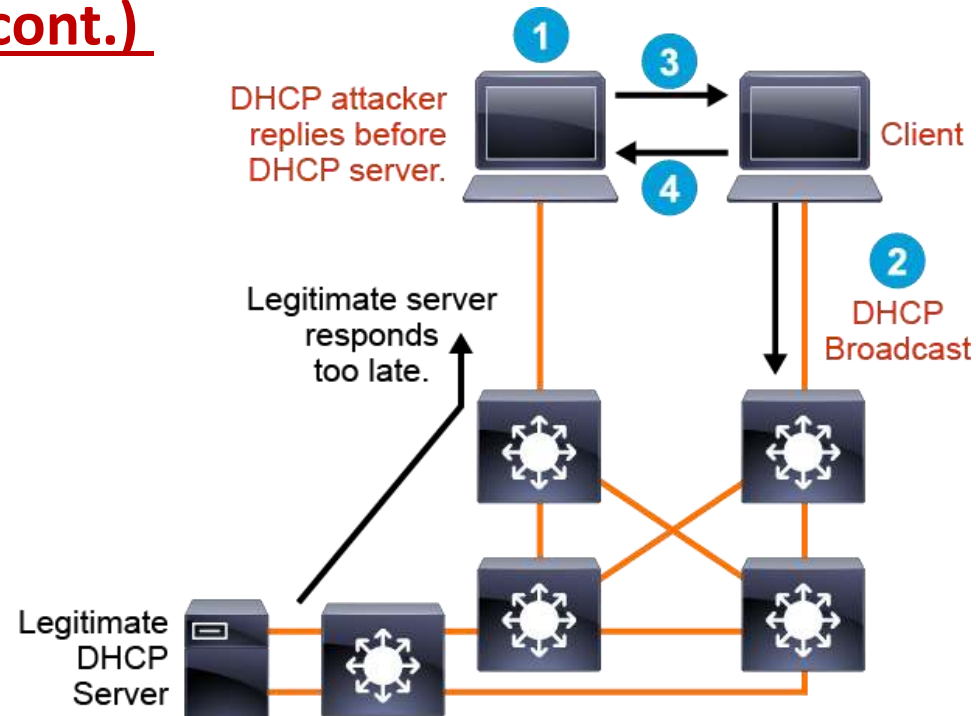 cont.)
1
3
DHCP attacker
replies before
DHCP server.
Client
4
2
DHCP
Broadcast
Legitimate server
responds
too late.
Legitimate
DHCP
Server